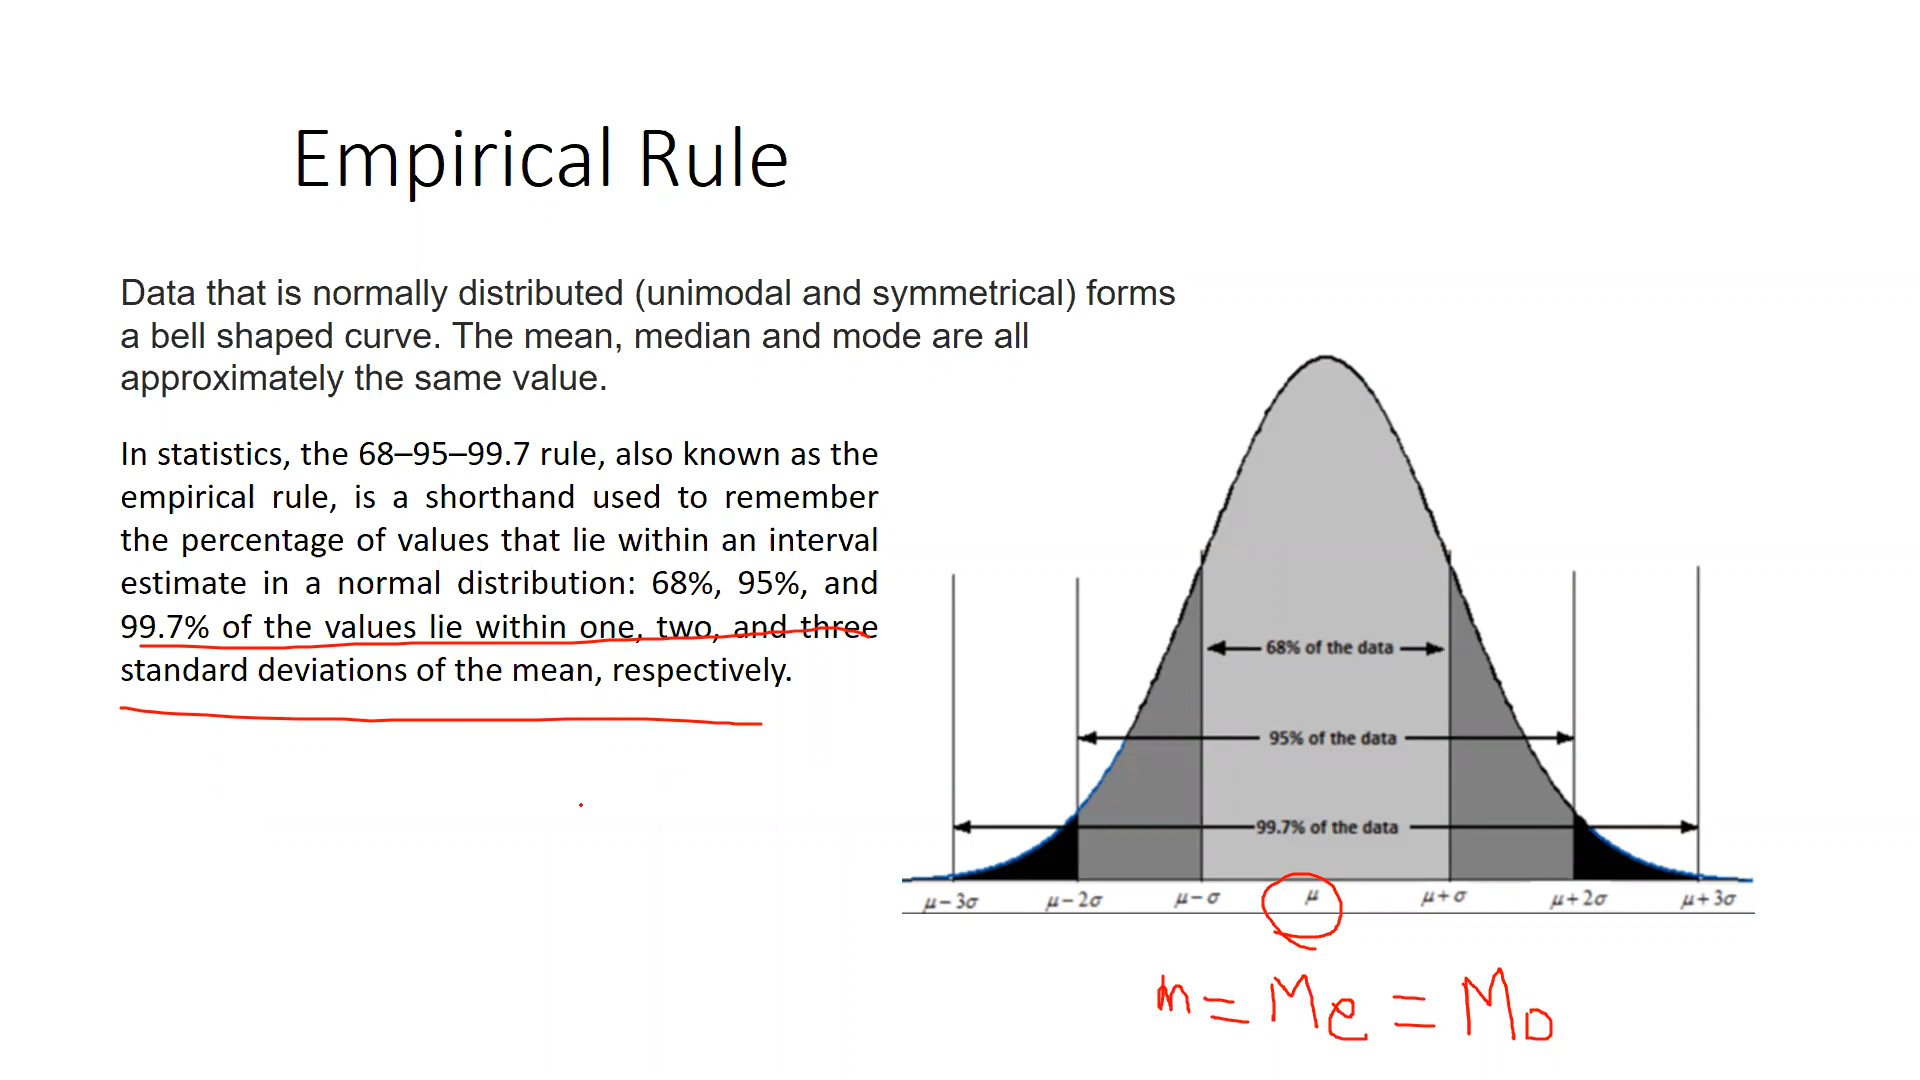 Empirical Rule
Data that is normally distributed (unimodal and symmetrical) forms
a bell shaped curve. The mean, median and mode are all
approximately the same value.
In statistics, the 68–95–99.7 rule, also known as the
empirical rule, is a shorthand used to remember
the percentage of values that lie within an interval
estimate in a normal distribution: 68%, 95%, and
99.7% of the values lie within one, two, and three
standard deviations of the mean, respectively.
68% of the data
95% of the data
99.7% of the data
μ − 3σ μ − 2σ μ − σ μ μ + σ μ + 2σ μ + 3σ
m = Me = Mo